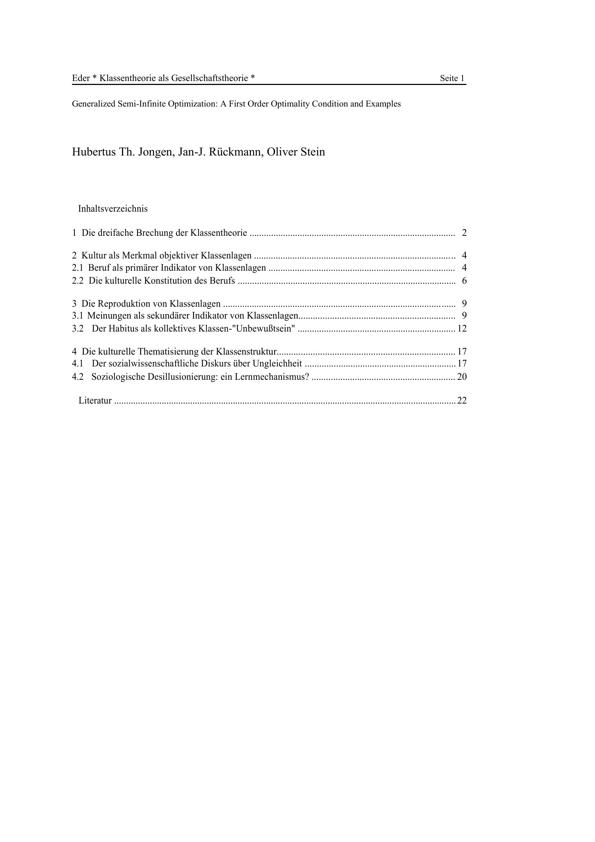 Eder * Klassentheorie als Gesellschaftstheorie * Seite 1
Generalized Semi-Infinite Optimization: A First Order Optimality Condition and Examples
Hubertus Th. Jongen, Jan-J. Rückmann, Oliver Stein
Inhaltsverzeichnis
1 Die dreifache Brechung der Klassentheorie ........ 2
2 Kultur als Merkmal objektiver Klassenlagen ........ 4
2.1 Beruf als primärer Indikator von Klassenlagen ........ 4
2.2 Die kulturelle Konstitution des Berufs ........ 6
3 Die Reproduktion von Klassenlagen ........ 9
3.1 Meinungen als sekundärer Indikator von Klassenlagen........ 9
3.2 Der Habitus als kollektives Klassen-"Unbewußtsein" ........ 12
4 Die kulturelle Thematisierung der Klassenstruktur........ 17
4.1 Der sozialwissenschaftliche Diskurs über Ungleichheit ........ 17
4.2 Soziologische Desillusionierung: ein Lernmechanismus? ........ 20
Literatur ........ 22